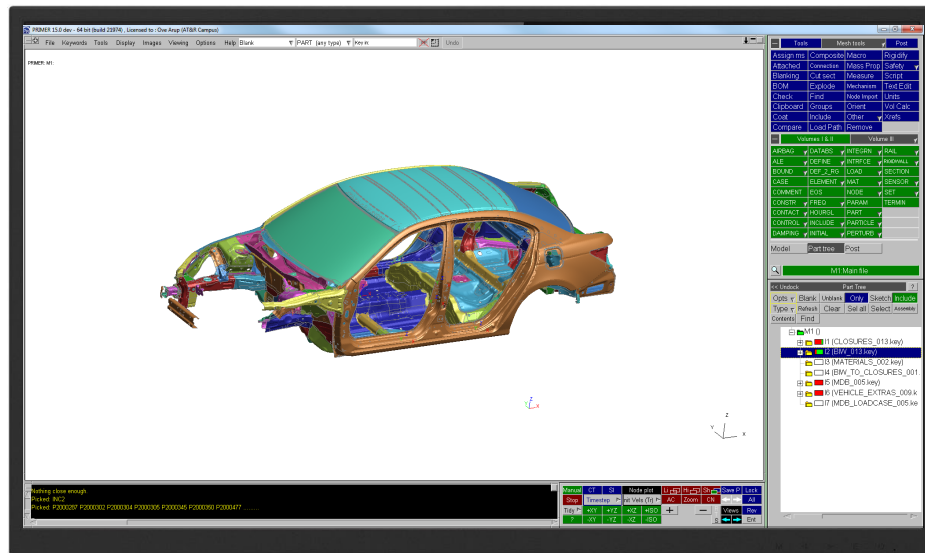 PRIMER 15.0 dev - 64 bit (build 21974) , Licensed to : Ove Arup (AT&R Campus)
File Keywords Tools Display Images Viewing Options Help Blank PART (any type) Key in: Undo
PRIMER: M1:
Tools Mesh tools Post
Assign ms Composite Macro Rigidify
Attached Connection Mass Prop Safety
Blanking Cut sect Measure Script
BOM Explode Mechanism Text Edit
Check Find Node Import Units
Clipboard Groups Orient Vol Calc
Coat Include Other Xrefs
Compare Load Path Remove
Volumes I & II Volume III
AIRBAG DATABS INTEGRN RAIL
ALE DEFINE INTRFCE RIGIDWALL
BOUND DEF_2_RG LOAD SECTION
CASE ELEMENT MAT SENSOR
COMMENT EOS NODE SET
CONSTR FREQ PARAM TERMIN
CONTACT HOURGL PART
CONTROL INCLUDE PARTICLE
DAMPING INITIAL PERTURB
Model Part tree Post
M1:Main file
<< Undock Part Tree ?
Opts Blank Unblank Only Sketch Include
Type Refresh Clear Sel all Select Assembly
Contents Find
M1 ()
I1 (CLOSURES_013.key)
I2 (BIW_013.key)
I3 (MATERIALS_002.key)
I4 (BIW_TO_CLOSURES_001.
I5 (MDB_005.key)
I6 (VEHICLE_EXTRAS_009.k
I7 (MDB_LOADCASE_005.ke
Z
Y X
Z
Y X
Nothing close enough
Picked: INC2
Picked: P2000287 P2000302 P2000304 P2000305 P2000345 P2000360 P2000477 ........
Manual CT SI Node plot Li Hi Sh Save P Lock
Stop Timestep Init Vels (Tr) AC Zoom CN All
Tidy +XY +YZ +XZ +ISO + — Views Rev
? -XY -YZ -XZ -ISO S Ent